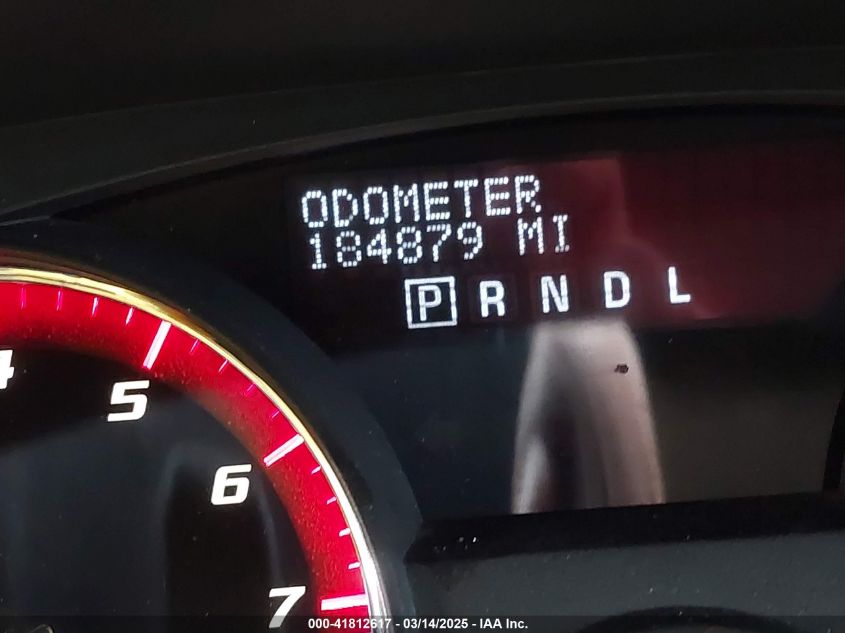 ODOMETER
184879 MI
P R N D L
4
5
6
7
000-41812617 - 03/14/2025 - IAA Inc.